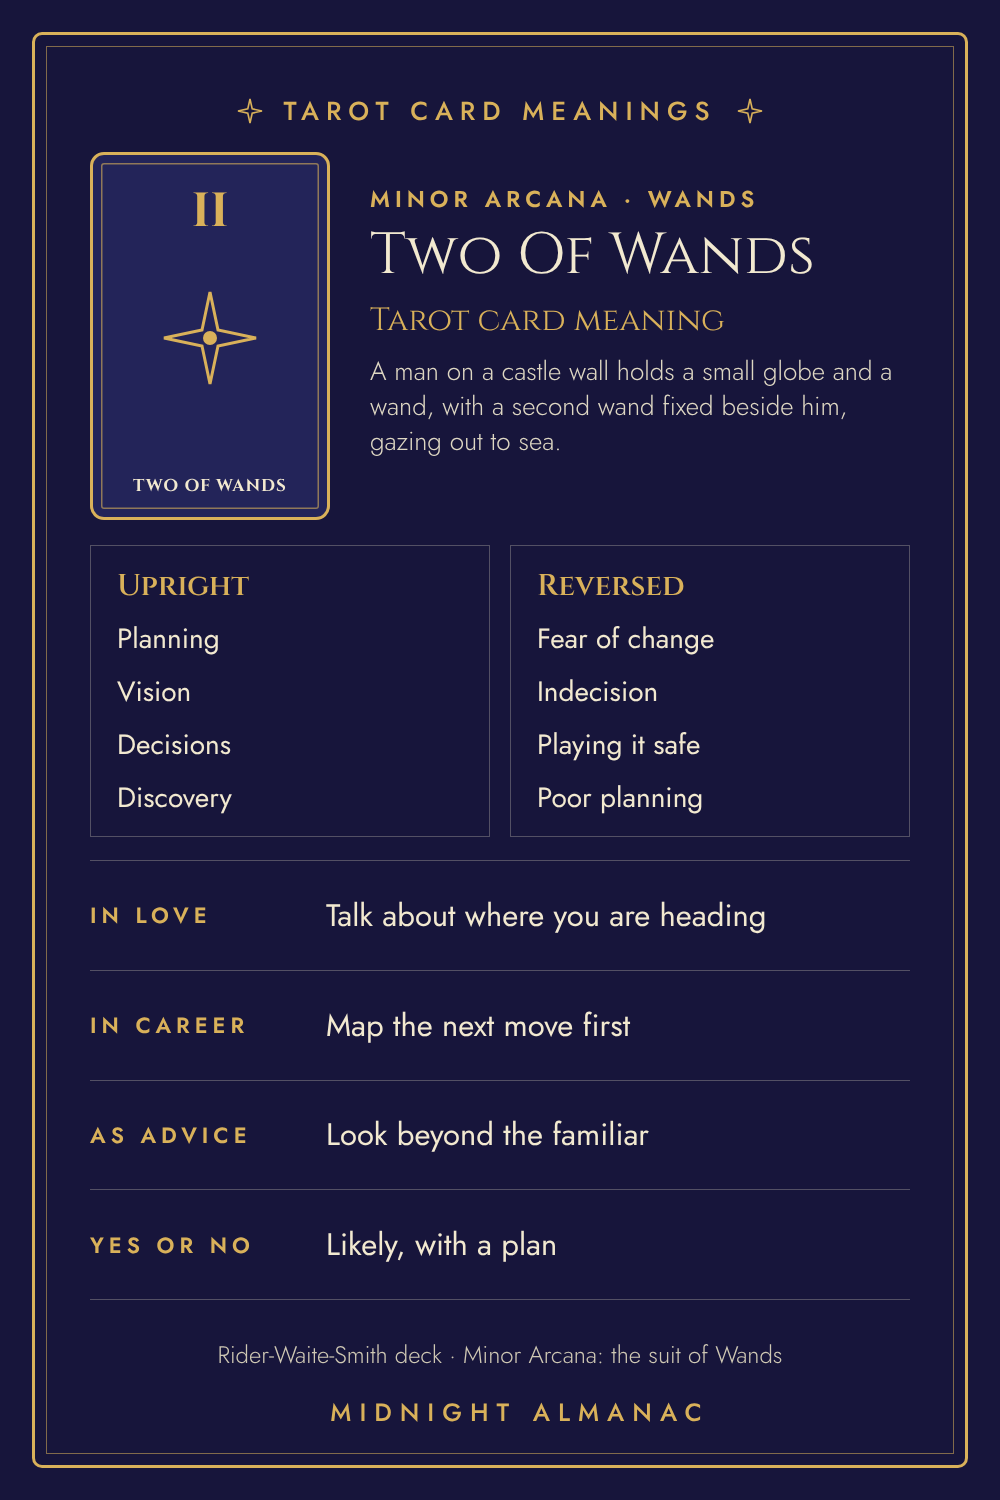 TAROT CARD MEANINGS
II
TWO OF WANDS
MINOR ARCANA · WANDS
Two Of Wands
Tarot card meaning
A man on a castle wall holds a small globe and a
wand, with a second wand fixed beside him,
gazing out to sea.
Upright
Planning
Vision
Decisions
Discovery
Reversed
Fear of change
Indecision
Playing it safe
Poor planning
IN LOVE Talk about where you are heading
IN CAREER Map the next move first
AS ADVICE Look beyond the familiar
YES OR NO Likely, with a plan
Rider-Waite-Smith deck · Minor Arcana: the suit of Wands
MIDNIGHT ALMANAC